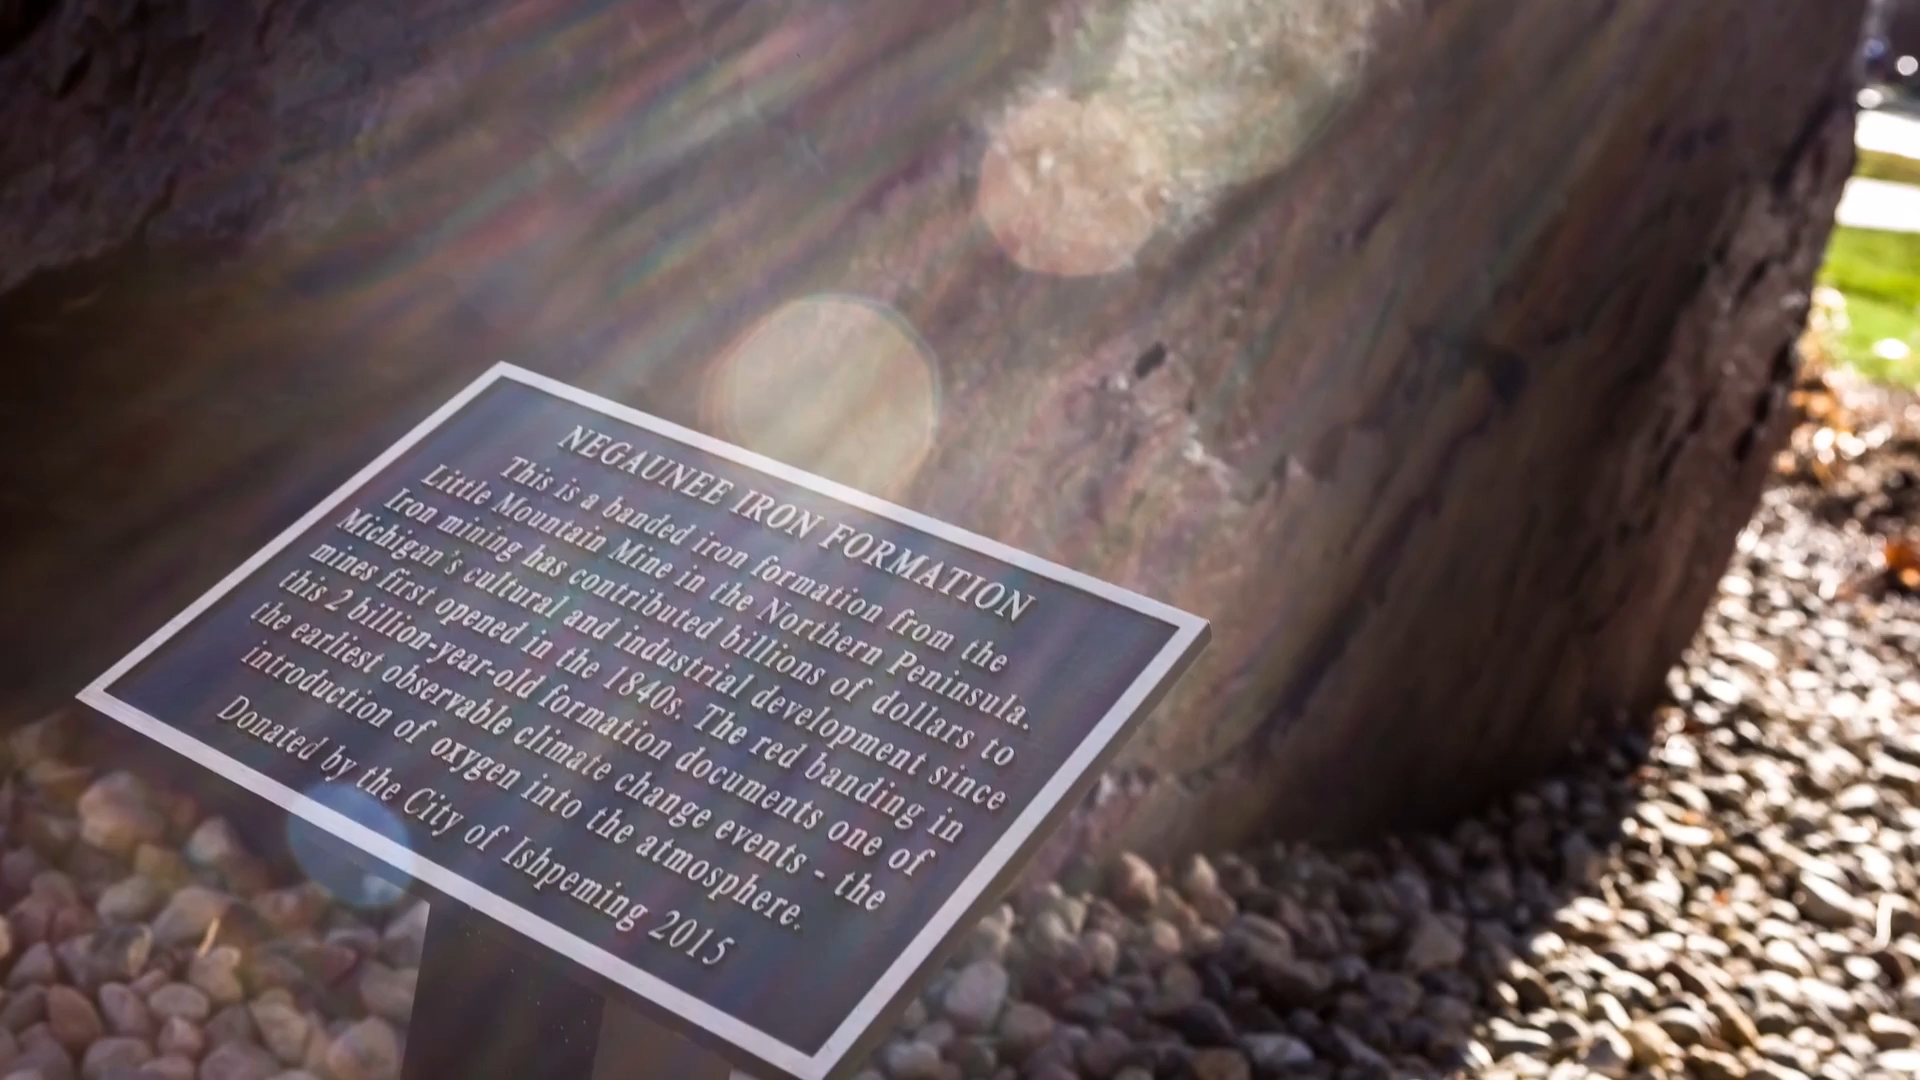 NEGAUNEE IRON FORMATION
This is a banded iron formation from the
Little Mountain Mine in the Northern Peninsula.
Iron mining has contributed billions of dollars to
Michigan's cultural and industrial development since
mines first opened in the 1840s. The red banding in
this 2 billion-year-old formation documents one of
the earliest observable climate change events - the
introduction of oxygen into the atmosphere.
Donated by the City of Ishpeming 2015